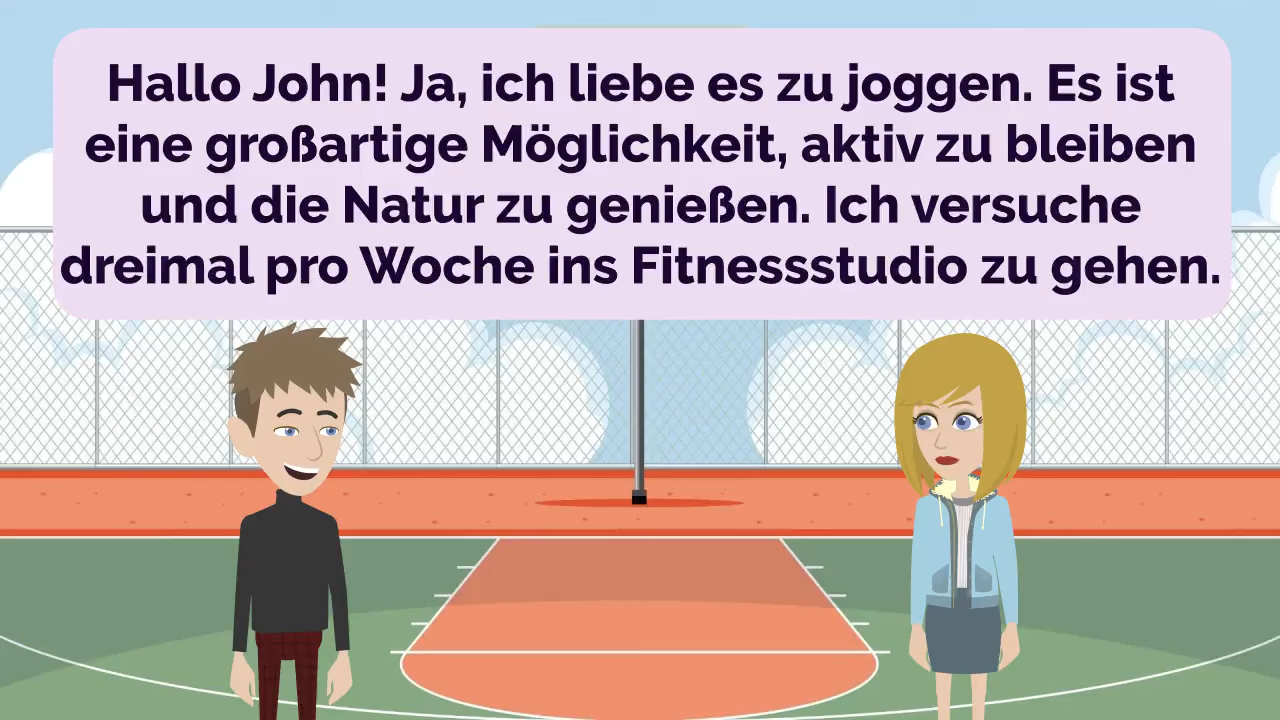 Hallo John! Ja, ich liebe es zu joggen. Es ist
eine großartige Möglichkeit, aktiv zu bleiben
und die Natur zu genießen. Ich versuche
dreimal pro Woche ins Fitnessstudio zu gehen.